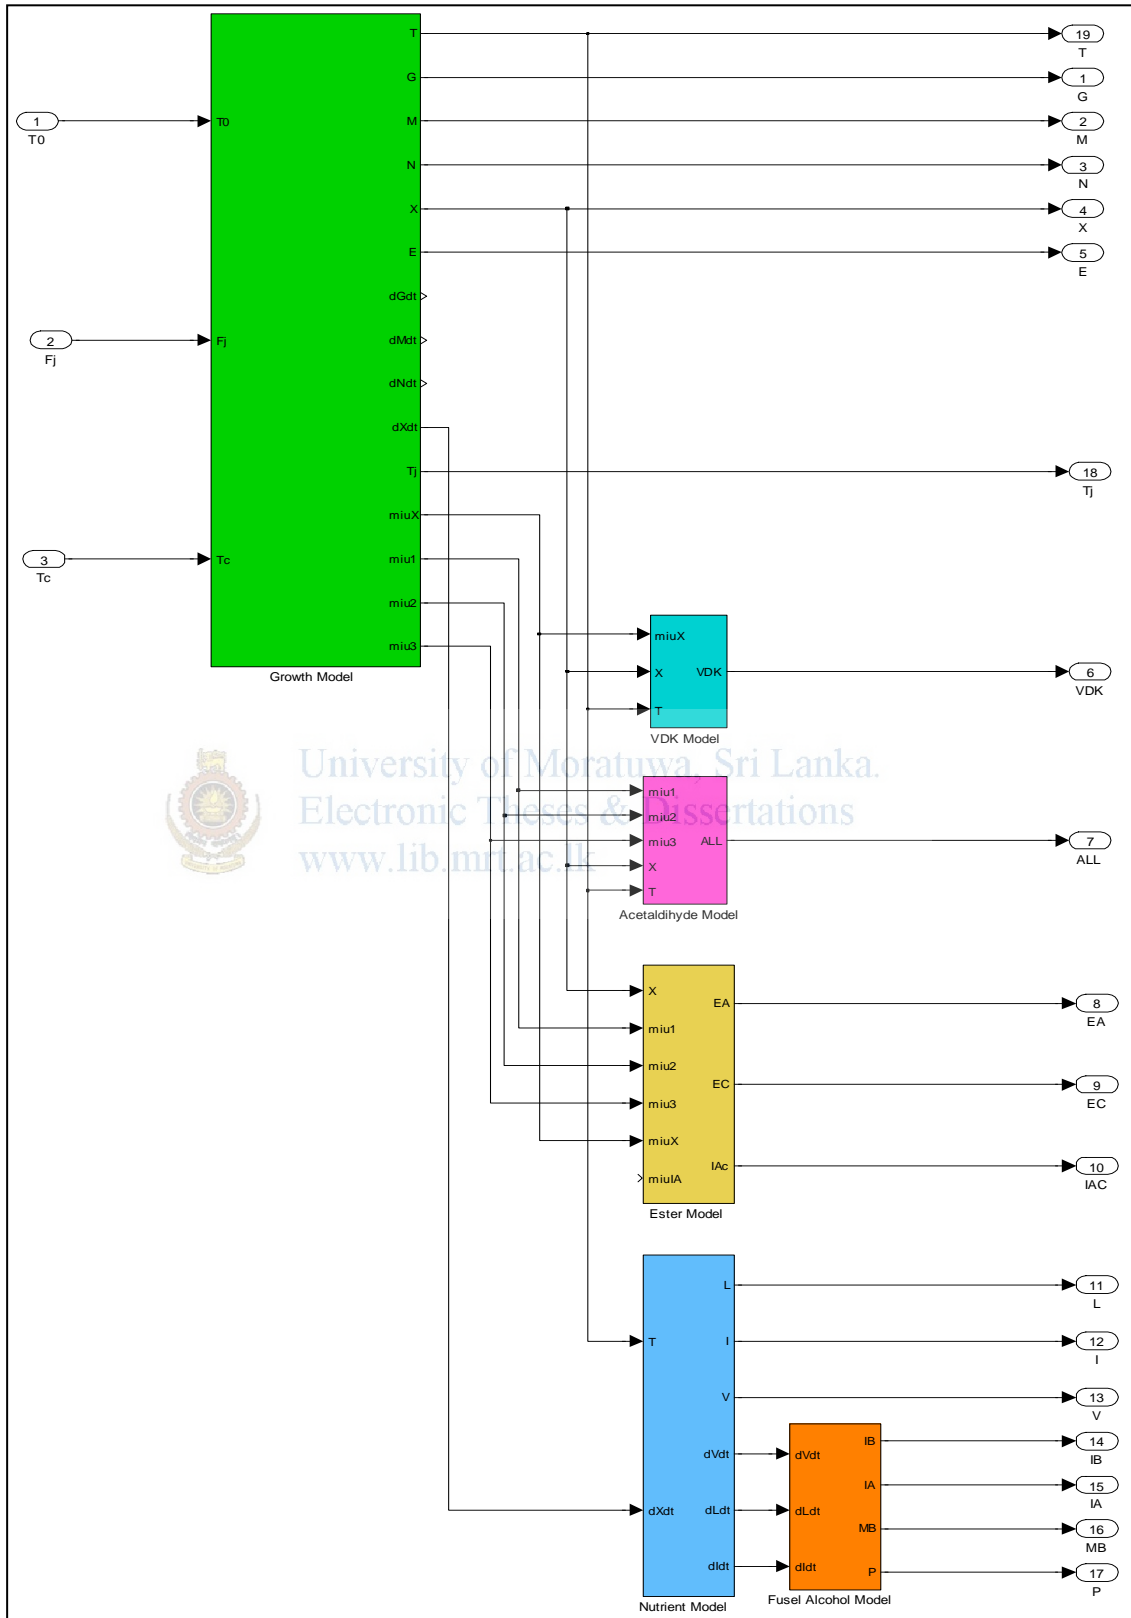 T
19
T
G
1
G
1
T0
T0
M
2
M
N
3
N
X
4
X
E
5
E
dGdt
2
Fj
Fj
dMdt
dNdt
dXdt
Tj
18
Tj
miuX
3
Tc
Tc
miu1
miu2
miu3
Growth Model
miuX
X
VDK
6
VDK
T
VDK Model
University of Moratuwa, Sri Lanka.
Electronic Theses & Dissertations
www.lib.mrt.ac.lk
miu1
miu2
miu3
ALL
7
ALL
X
T
Acetaldihyde Model
X
EA
8
EA
miu1
miu2
EC
9
EC
miu3
miuX
IAc
10
IAC
miuIA
Ester Model
L
11
L
T
I
12
I
V
13
V
dVdt
dVdt
IB
14
IB
IA
15
IA
dXdt
dLdt
dLdt
MB
16
MB
dIdt
dIdt
P
17
P
Nutrient Model
Fusel Alcohol Model